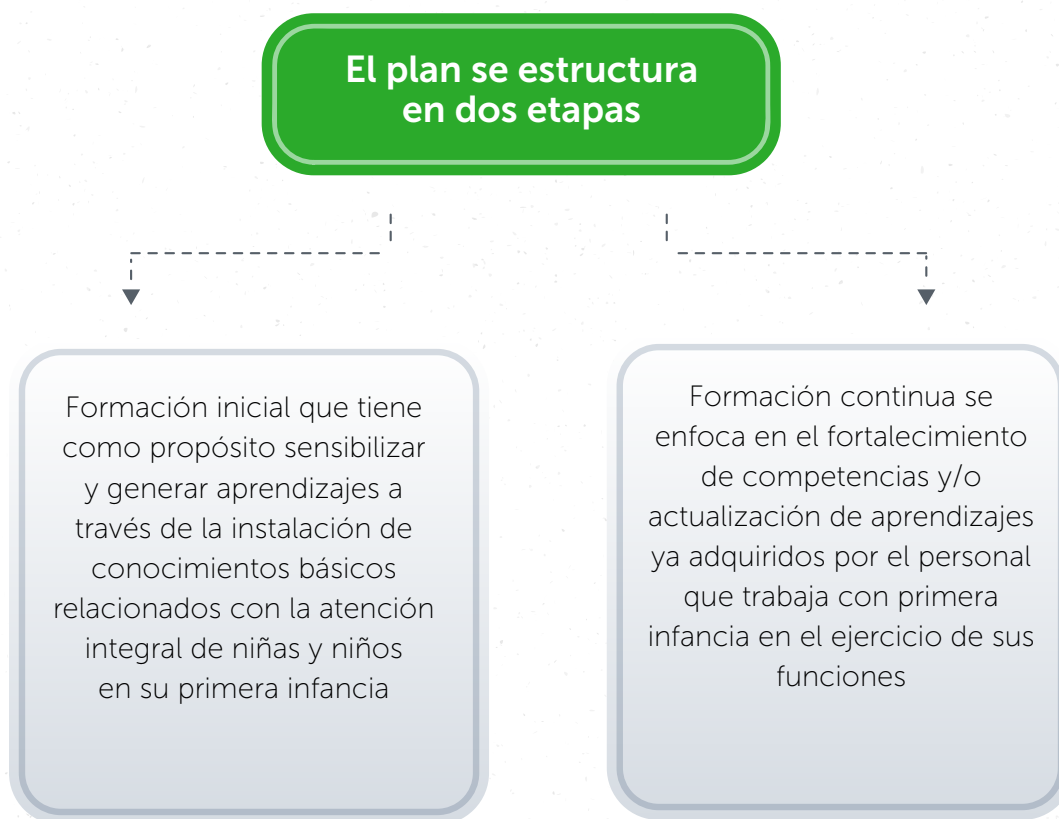 El plan se estructura
en dos etapas
Formación inicial que tiene
como propósito sensibilizar
y generar aprendizajes a
través de la instalación de
conocimientos básicos
relacionados con la atención
integral de niñas y niños
en su primera infancia
Formación continua se
enfoca en el fortalecimiento
de competencias y/o
actualización de aprendizajes
ya adquiridos por el personal
que trabaja con primera
infancia en el ejercicio de sus
funciones